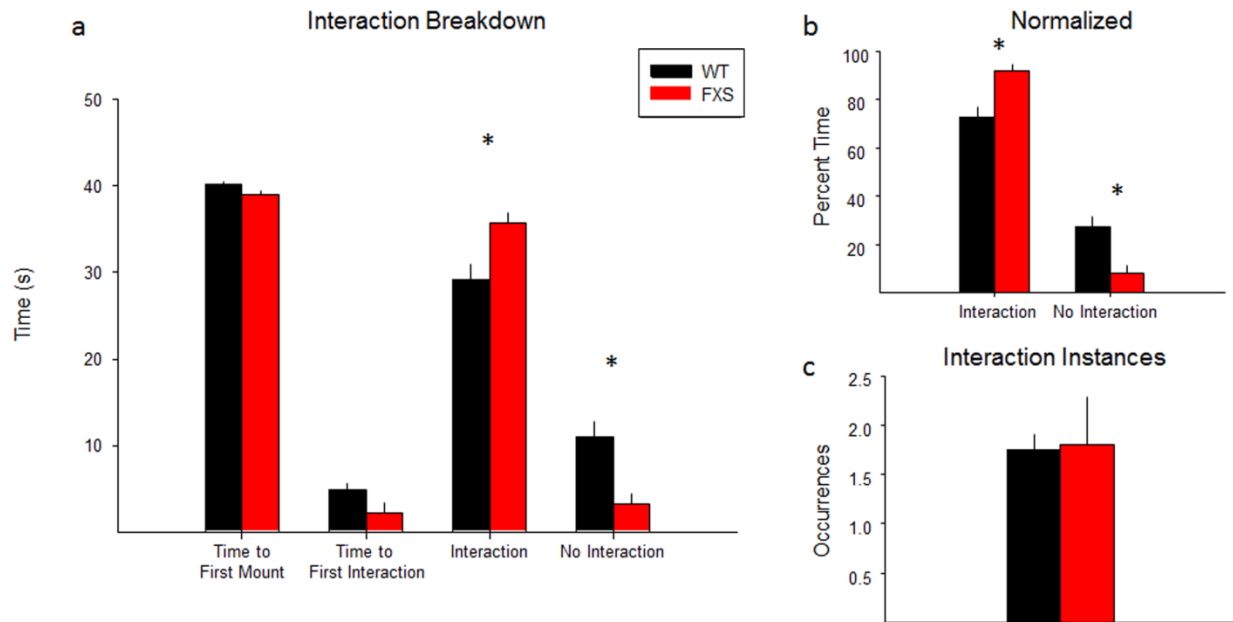 a
Interaction Breakdown
WT
FXS
50
40
30
20
10
Time (s)
*
*
Time to
First Mount
Time to
First Interaction
Interaction
No Interaction
b
Normalized
100
80
60
40
20
Percent Time
*
*
Interaction
No Interaction
c
Interaction Instances
2.5
2.0
1.5
1.0
0.5
Occurrences